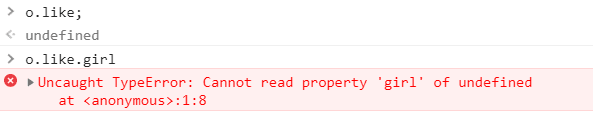 > o.like;
undefined
> o.like.girl
Uncaught TypeError: Cannot read property 'girl' of undefined
at <anonymous>:1:8